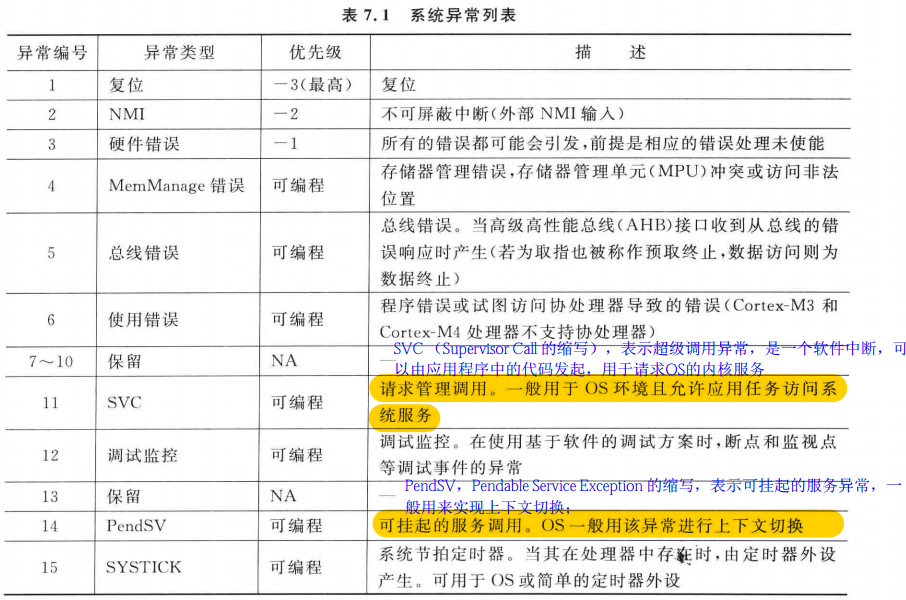 表 7.1 系统异常列表
异常编号 异常类型 优先级 描 述
1 复位 －3(最高) 复位
2 NMI －2 不可屏蔽中断(外部 NMI 输入)
3 硬件错误 －1 所有的错误都可能会引发,前提是相应的错误处理未使能
4 MemManage 错误 可编程 存储器管理错误,存储器管理单元(MPU)冲突或访问非法
位置
5 总线错误 可编程 总线错误。当高级高性能总线(AHB)接口收到从总线的错
误响应时产生(若为取指也被称作预取终止,数据访问则为
数据终止)
6 使用错误 可编程 程序错误或试图访问协处理器导致的错误(Cortex-M3 和
Cortex-M4 处理器不支持协处理器)
7～10 保留 NA —
SVC （Supervisor Call 的缩写），表示超级调用异常，是一个软件中断，可
以由应用程序中的代码发起，用于请求OS的内核服务
11 SVC 可编程 请求管理调用。一般用于 OS 环境且允许应用任务访问系
统服务
12 调试监控 可编程 调试监控。在使用基于软件的调试方案时,断点和监视点
等调试事件的异常
13 保留 NA —
PendSV，Pendable Service Exception 的缩写，表示可挂起的服务异常，一
般用来实现上下文切换；
14 PendSV 可编程 可挂起的服务调用。OS 一般用该异常进行上下文切换
15 SYSTICK 可编程 系统节拍定时器。当其在处理器中存在时,由定时器外设
产生。可用于 OS 或简单的定时器外设